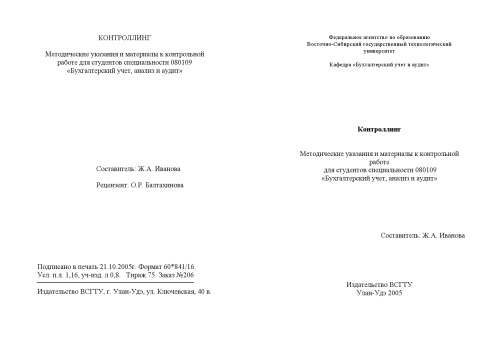 КОНТРОЛЛИНГ
Методические указания и материалы к контрольной
работе для студентов специальности 080109
«Бухгалтерский учет, анализ и аудит»
Составитель: Ж.А. Иванова
Рецензент: О.Р. Балтахинова
Подписано в печать 21.10.2005г. Формат 60*841/16
Усл. п.л. 1,16, уч-изд. л 0,8. Тираж 75. Заказ №206
Издательство ВСГТУ, г. Улан-Удэ, ул. Ключевская, 40 в.
Федеральное агентство по образованию
Восточно-Сибирский государственный технологический
университет
Кафедра «Бухгалтерский учет и аудит»
Контроллинг
Методические указания и материалы к контрольной
работе
для студентов специальности 080109
«Бухгалтерский учет, анализ и аудит»
Составитель: Ж.А. Иванова
Издательство ВСГТУ
Улан-Удэ 2005